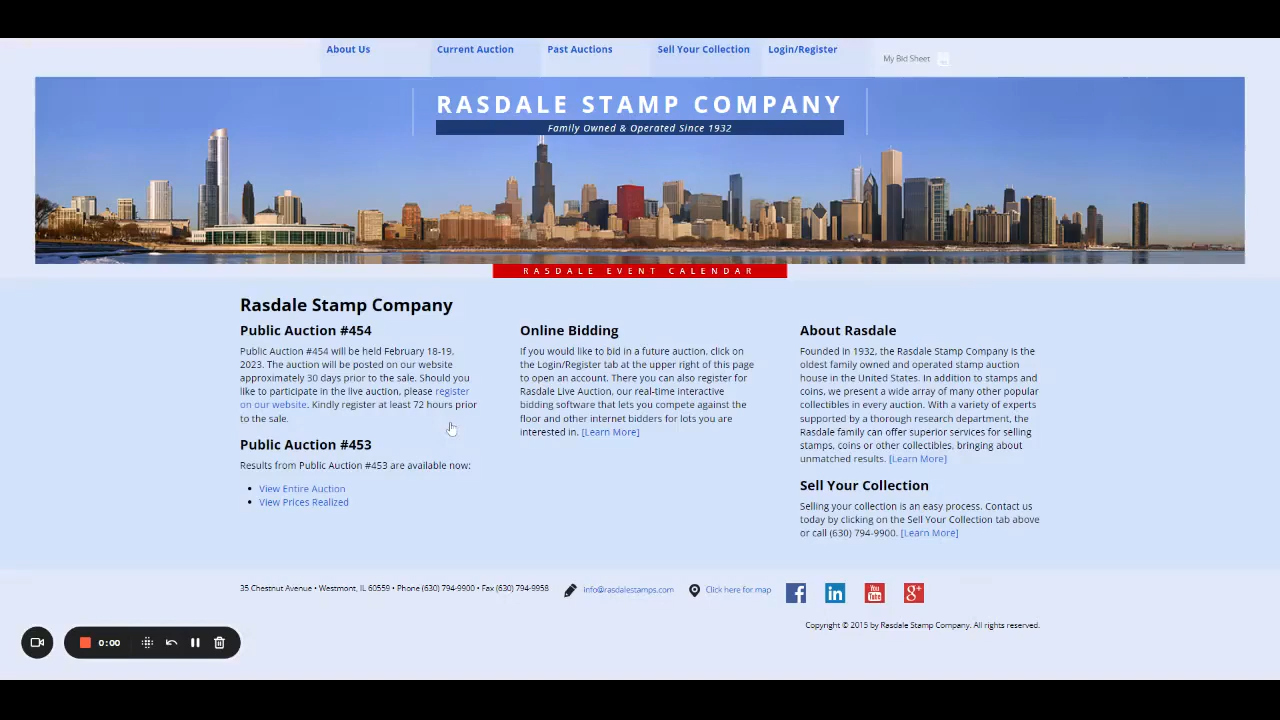 About Us
Current Auction
Past Auctions
Sell Your Collection
Login/Register
My Bid Sheet
RASDALE STAMP COMPANY
Family Owned & Operated Since 1932
RASDALE EVENT CALENDAR
Rasdale Stamp Company
Public Auction #454
Public Auction #454 will be held February 18-19,
2023. The auction will be posted on our website
approximately 30 days prior to the sale. Should you
like to participate in the live auction, please register
on our website. Kindly register at least 72 hours prior
to the sale.
Public Auction #453
Results from Public Auction #453 are available now:
• View Entire Auction
• View Prices Realized
Online Bidding
If you would like to bid in a future auction, click on
the Login/Register tab at the upper right of this page
to open an account. There you can also register for
Rasdale Live Auction, our real-time interactive
bidding software that lets you compete against the
floor and other internet bidders for lots you are
interested in. [Learn More]
About Rasdale
Founded in 1932, the Rasdale Stamp Company is the
oldest family owned and operated stamp auction
house in the United States. In addition to stamps and
coins, we present a wide array of many other popular
collectibles in every auction. With a variety of experts
supported by a thorough research department, the
Rasdale family can offer superior services for selling
stamps, coins or other collectibles, bringing about
unmatched results. [Learn More]
Sell Your Collection
Selling your collection is an easy process. Contact us
today by clicking on the Sell Your Collection tab above
or call (630) 794-9900. [Learn More]
35 Chestnut Avenue • Westmont, IL 60559 • Phone (630) 794-9900 • Fax (630) 794-9958
info@rasdalestamps.com
Click here for map
f
in
You Tube
g+
Copyright © 2015 by Rasdale Stamp Company. All rights reserved.
0:00